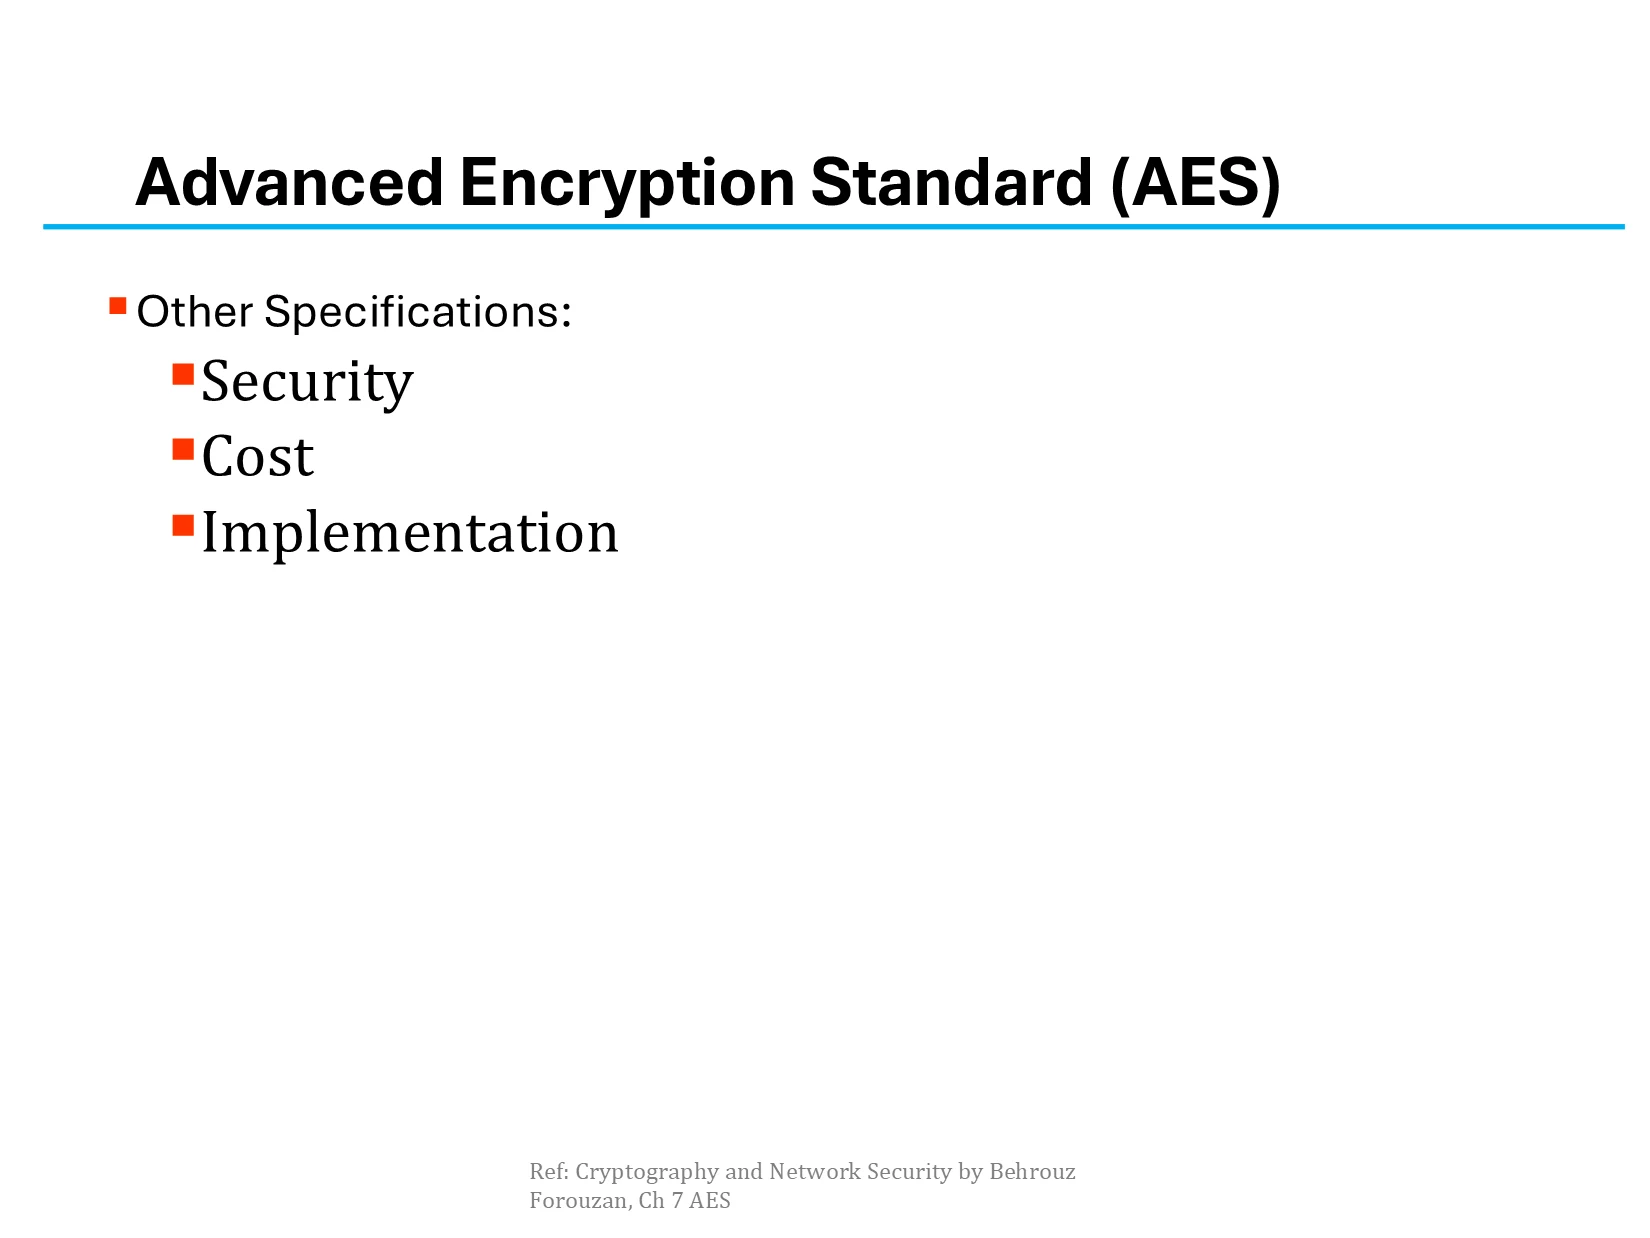 Advanced Encryption Standard (AES)
Other Specifications:
Security
Cost
Implementation
Ref: Cryptography and Network Security by Behrouz
Forouzan, Ch 7 AES